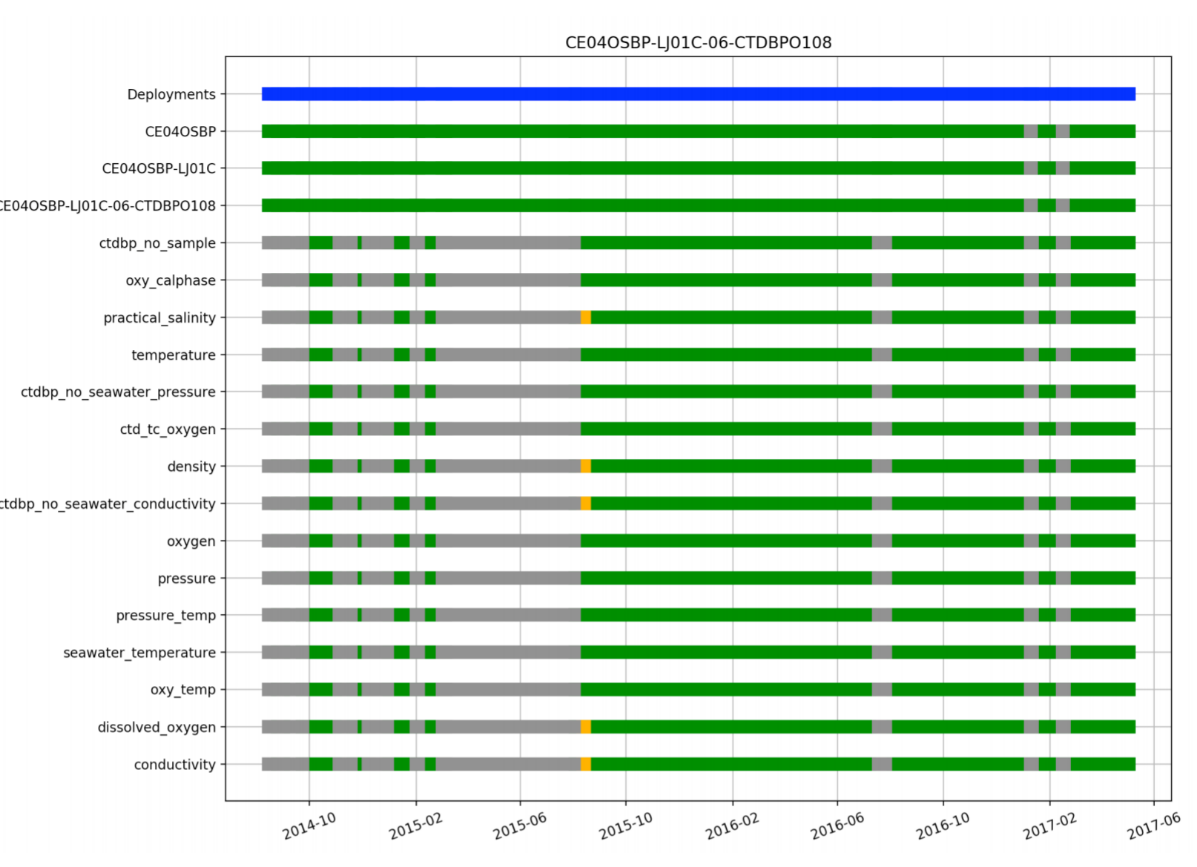 CE04OSBP-LJ01C-06-CTDBPO108
Deployments
CE04OSBP
CE04OSBP-LJ01C
CE04OSBP-LJ01C-06-CTDBPO108
ctdbp_no_sample
oxy_calphase
practical_salinity
temperature
ctdbp_no_seawater_pressure
ctd_tc_oxygen
density
ctdbp_no_seawater_conductivity
oxygen
pressure
pressure_temp
seawater_temperature
oxy_temp
dissolved_oxygen
conductivity
2014-10 2015-02 2015-06 2015-10 2016-02 2016-06 2016-10 2017-02 2017-06